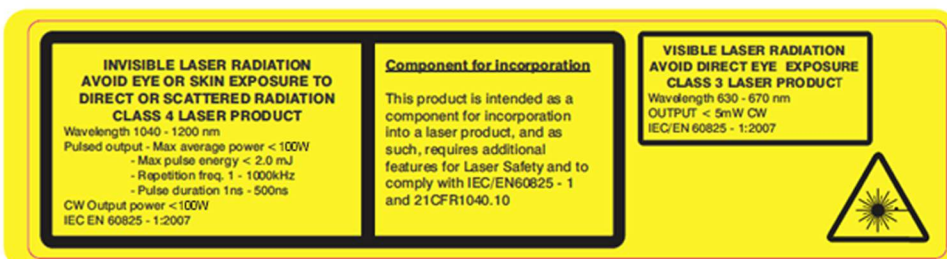 INVISIBLE LASER RADIATION
AVOID EYE OR SKIN EXPOSURE TO
DIRECT OR SCATTERED RADIATION
CLASS 4 LASER PRODUCT
Wavelength 1040 - 1200 nm
Pulsed output - Max average power <100W
- Max pulse energy < 2.0 mJ
- Repetition freq. 1 - 1000kHz
- Pulse duration 1ns - 500ns
CW Output power <100W
IEC EN 60825 - 1:2007
Component for incorporation
This product is intended as a
component for incorporation
into a laser product, and as
such, requires additional
features for Laser Safety and to
comply with IEC/EN60825 - 1
and 21CFR1040.10
VISIBLE LASER RADIATION
AVOID DIRECT EYE EXPOSURE
CLASS 3 LASER PRODUCT
Wavelength 630 - 670 nm
OUTPUT < 5mW CW
IEC/EN 60825 - 1:2007